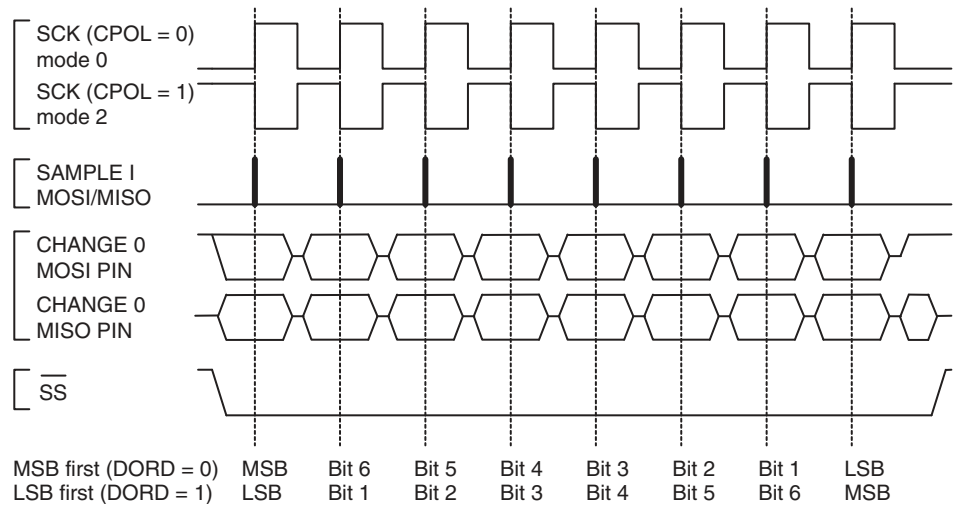 SCK (CPOL = 0)
mode 0
SCK (CPOL = 1)
mode 2
SAMPLE I
MOSI/MISO
CHANGE 0
MOSI PIN
CHANGE 0
MISO PIN
SS
MSB first (DORD = 0) MSB Bit 6 Bit 5 Bit 4 Bit 3 Bit 2 Bit 1 LSB
LSB first (DORD = 1) LSB Bit 1 Bit 2 Bit 3 Bit 4 Bit 5 Bit 6 MSB